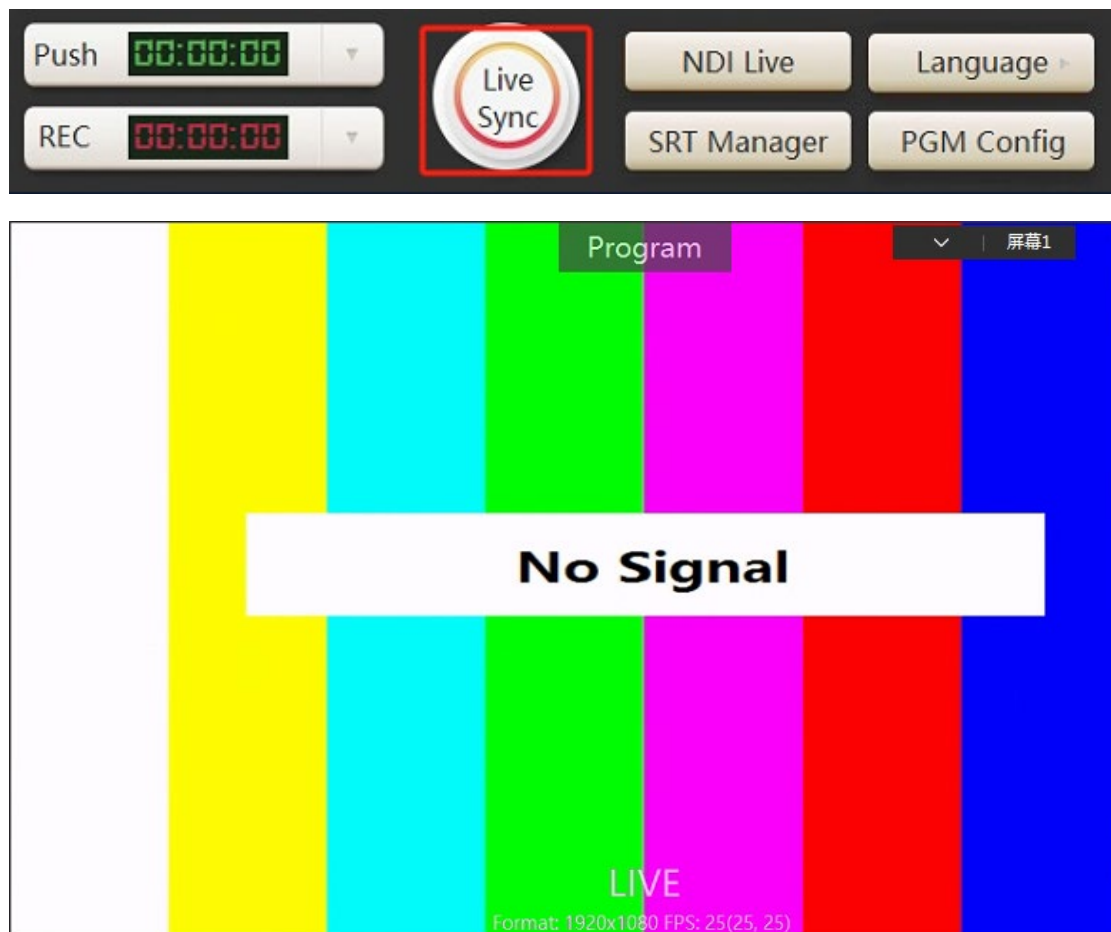 Push 00:00:00
REC 00:00:00
Live
Sync
NDI Live
Language
SRT Manager
PGM Config
Program
屏幕1
No Signal
LIVE
Format: 1920x1080 FPS: 25(25, 25)